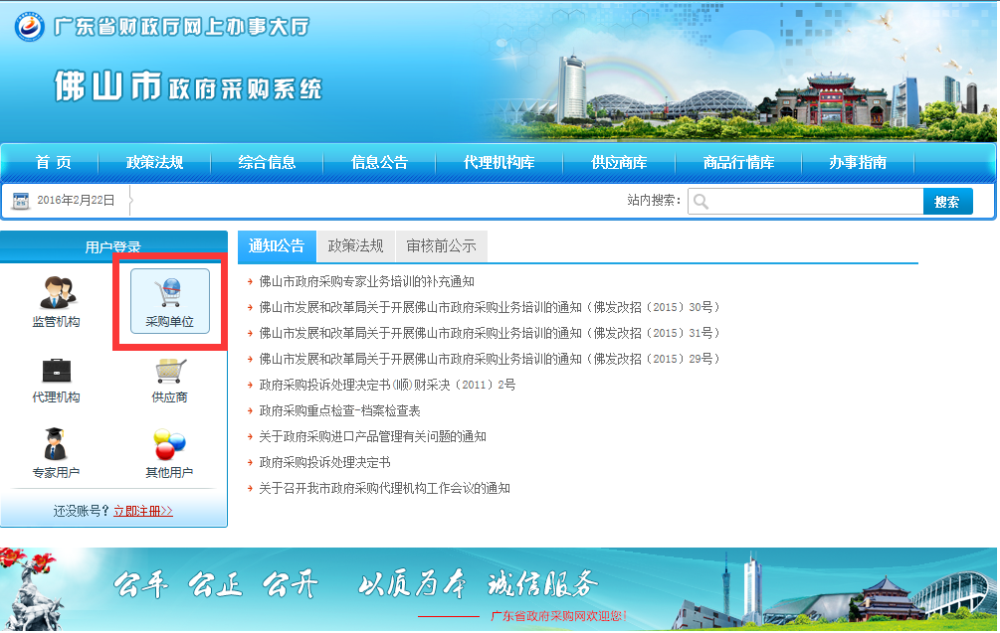 广东省财政厅网上办事大厅
佛山市政府采购系统
首 页 政策法规 综合信息 信息公告 代理机构库 供应商库 商品行情库 办事指南
2016年2月22日 站内搜索： 搜索
用户登录
监管机构 采购单位
代理机构 供应商
专家用户 其他用户
还没账号？立即注册>>
通知公告 政策法规 审核前公示
佛山市政府采购专家业务培训的补充通知
佛山市发展和改革局关于开展佛山市政府采购业务培训的通知（佛发改招（2015）30号）
佛山市发展和改革局关于开展佛山市政府采购业务培训的通知（佛发改招（2015）31号）
佛山市发展和改革局关于开展佛山市政府采购业务培训的通知（佛发改招（2015）29号）
政府采购投诉处理决定书(顺)财采决（2011）2号
政府采购重点检查-档案检查表
关于政府采购进口产品管理有关问题的通知
政府采购投诉处理决定书
关于召开我市政府采购代理机构工作会议的通知
公平 公正 公开 以质为本 诚信服务
广东省政府采购网欢迎您！